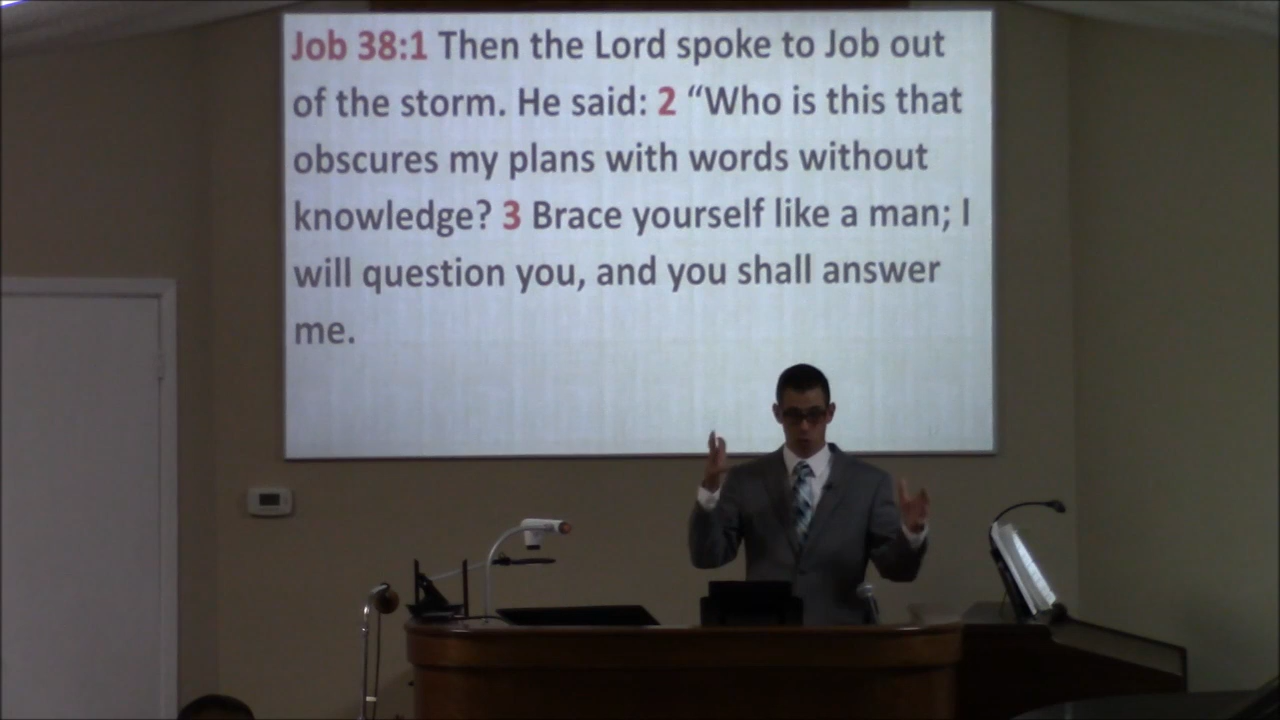 Job 38:1 Then the Lord spoke to Job out
of the storm. He said: 2 “Who is this that
obscures my plans with words without
knowledge? 3 Brace yourself like a man; I
will question you, and you shall answer
me.